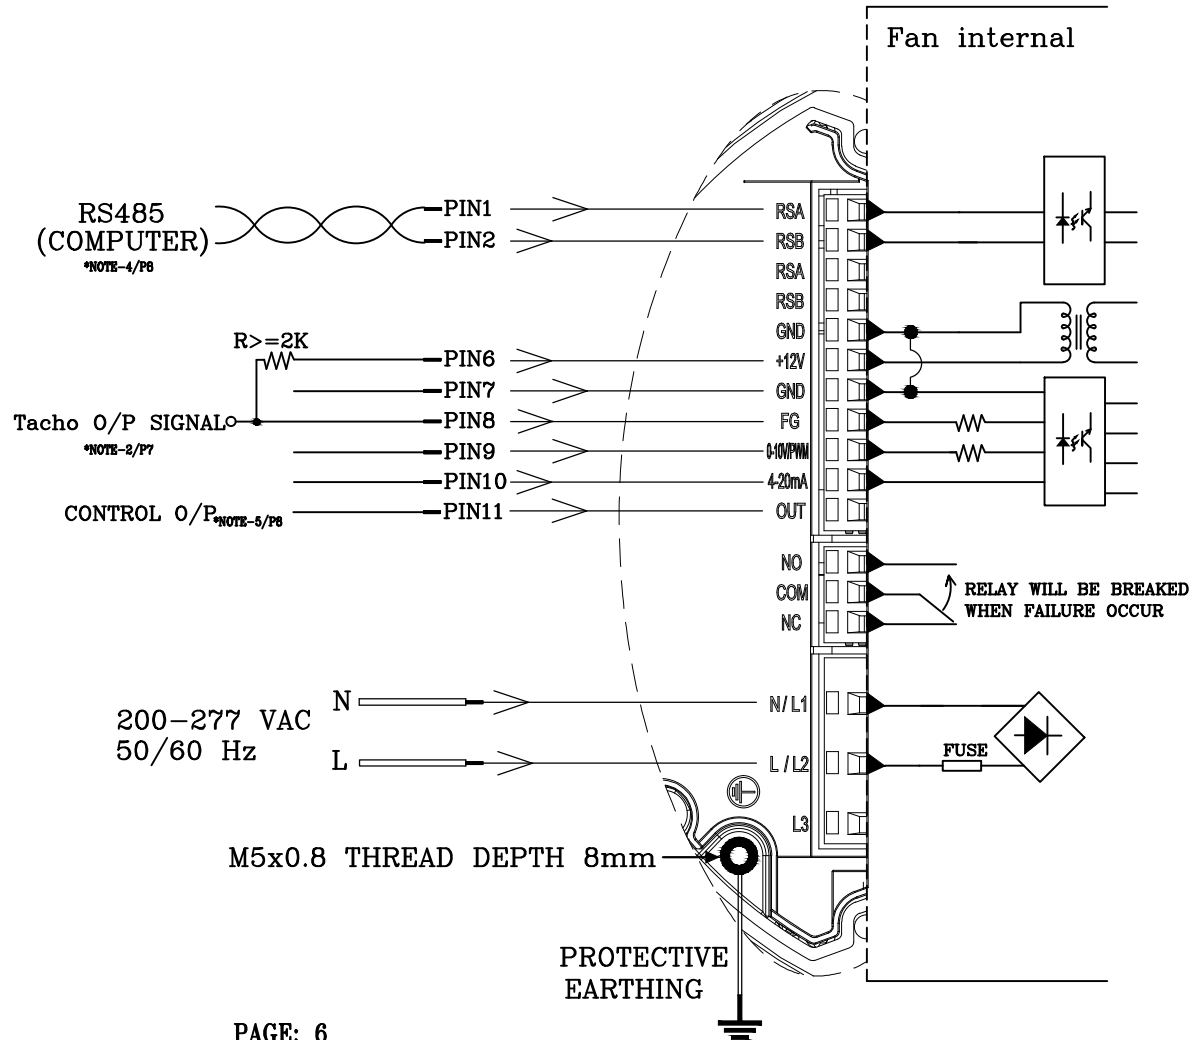 Fan internal
RS485
(COMPUTER)
*NOTE-4/P8
PIN1
PIN2
RSA
RSB
RSA
RSB
GND
+12V
GND
FG
0-10V/PWM
4-20mA
OUT
R>=2K
PIN6
PIN7
Tacho O/P SIGNAL
*NOTE-2/P7
PIN8
PIN9
PIN10
CONTROL O/P *NOTE-5/P8
PIN11
NO
COM
NC
RELAY WILL BE BREAKED
WHEN FAILURE OCCUR
200-277 VAC
50/60 Hz
N
L
N/L1
L/L2
L3
FUSE
M5x0.8 THREAD DEPTH 8mm
PROTECTIVE
EARTHING
PAGE: 6